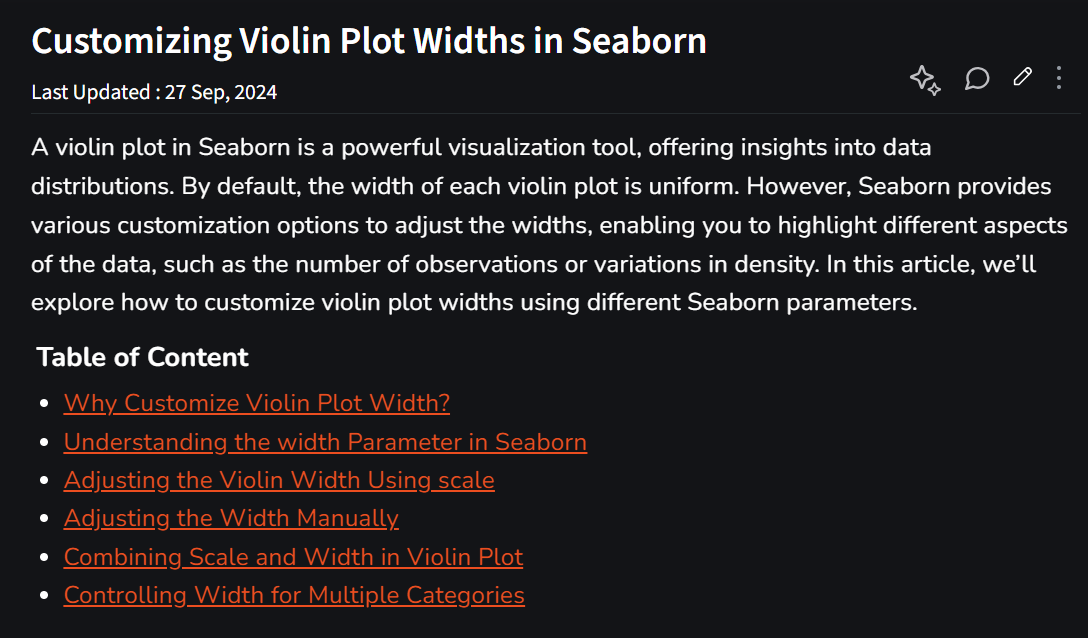 Customizing Violin Plot Widths in Seaborn
Last Updated : 27 Sep, 2024
A violin plot in Seaborn is a powerful visualization tool, offering insights into data
distributions. By default, the width of each violin plot is uniform. However, Seaborn provides
various customization options to adjust the widths, enabling you to highlight different aspects
of the data, such as the number of observations or variations in density. In this article, we’ll
explore how to customize violin plot widths using different Seaborn parameters.
Table of Content
Why Customize Violin Plot Width?
Understanding the width Parameter in Seaborn
Adjusting the Violin Width Using scale
Adjusting the Width Manually
Combining Scale and Width in Violin Plot
Controlling Width for Multiple Categories